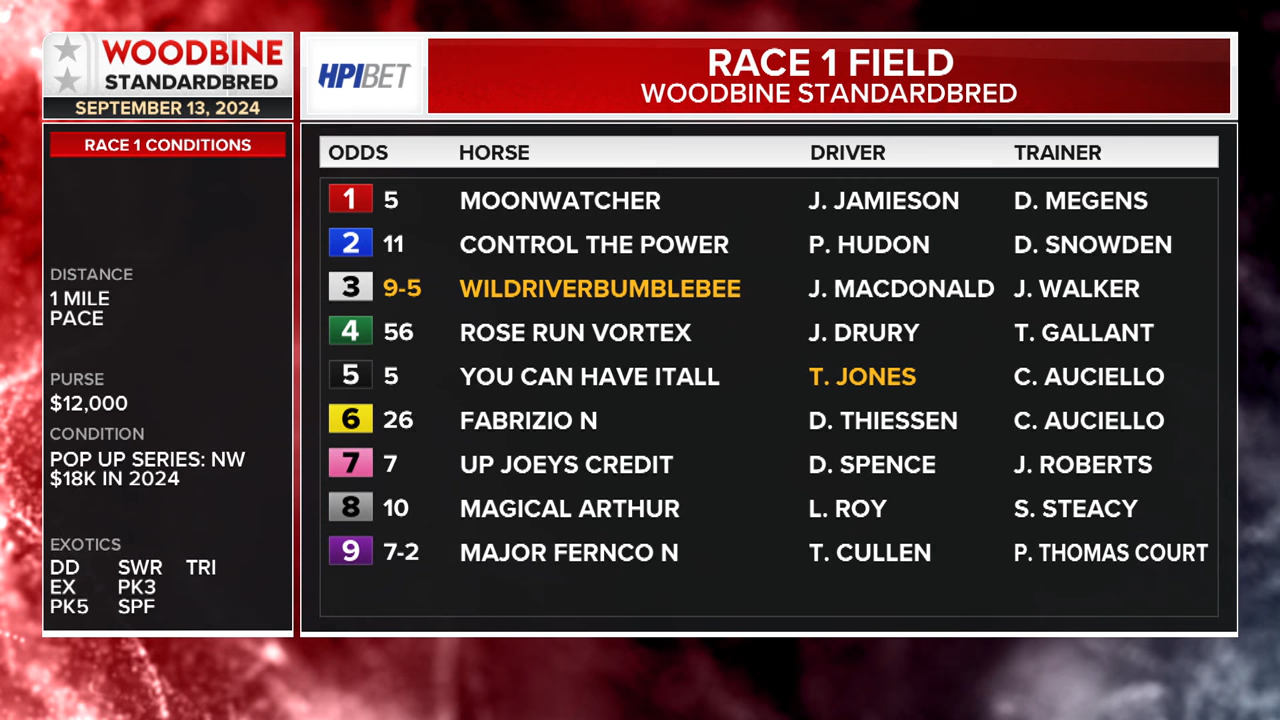 WOODBINE
STANDARDBRED
SEPTEMBER 13, 2024
HPIBET
RACE 1 FIELD
WOODBINE STANDARDBRED
RACE 1 CONDITIONS
DISTANCE
1 MILE
PACE
PURSE
$12,000
CONDITION
POP UP SERIES: NW
$18K IN 2024
EXOTICS
DD SWR TRI
EX PK3
PK5 SPF
ODDS HORSE DRIVER TRAINER
1 5 MOONWATCHER J. JAMIESON D. MEGENS
2 11 CONTROL THE POWER P. HUDON D. SNOWDEN
3 9-5 WILDRIVERBUMBLEBEE J. MACDONALD J. WALKER
4 56 ROSE RUN VORTEX J. DRURY T. GALLANT
5 5 YOU CAN HAVE ITALL T. JONES C. AUCIELLO
6 26 FABRIZIO N D. THIESSEN C. AUCIELLO
7 7 UP JOEYS CREDIT D. SPENCE J. ROBERTS
8 10 MAGICAL ARTHUR L. ROY S. STEACY
9 7-2 MAJOR FERNCO N T. CULLEN P. THOMAS COURT